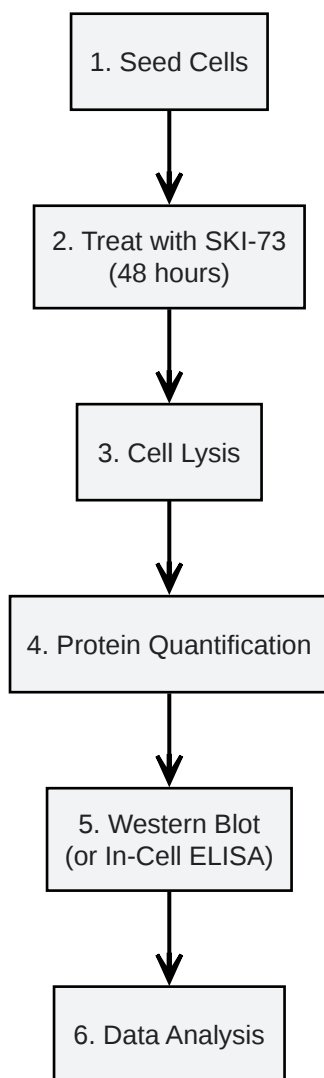 1. Seed Cells
2. Treat with SKI-73
(48 hours)
3. Cell Lysis
4. Protein Quantification
5. Western Blot
(or In-Cell ELISA)
6. Data Analysis